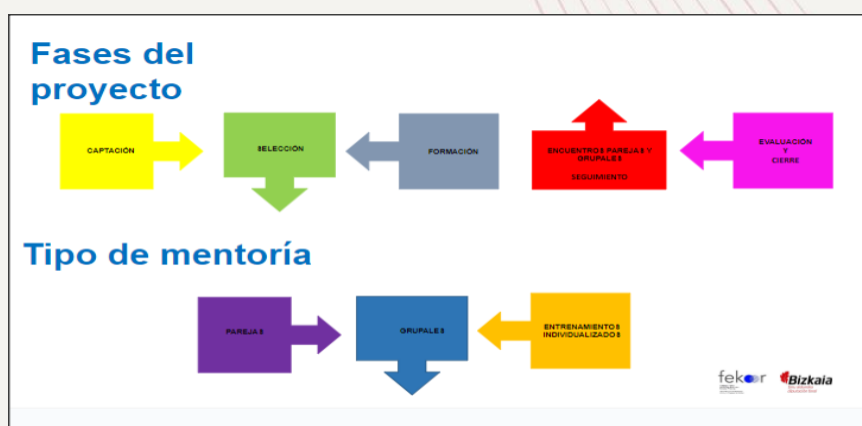 Fases del
proyecto
CAPTACIÓN
SELECCIÓN
FORMACIÓN
ENCUENTROS PAREJAS Y
GRUPALES
SEGUIMIENTO
EVALUACIÓN
Y
CIERRE
Tipo de mentoría
PAREJAS
GRUPALES
ENTRENAMIENTOS
INDIVIDUALIZADOS
fekoor
Bizkaia